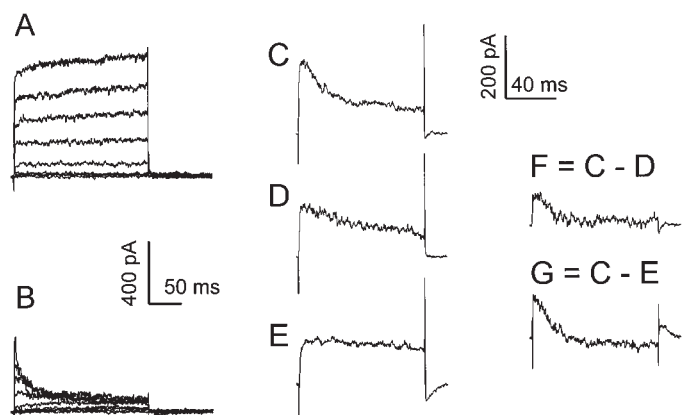 A
C
200 pA
40 ms
F = C - D
D
400 pA
50 ms
G = C - E
B
E